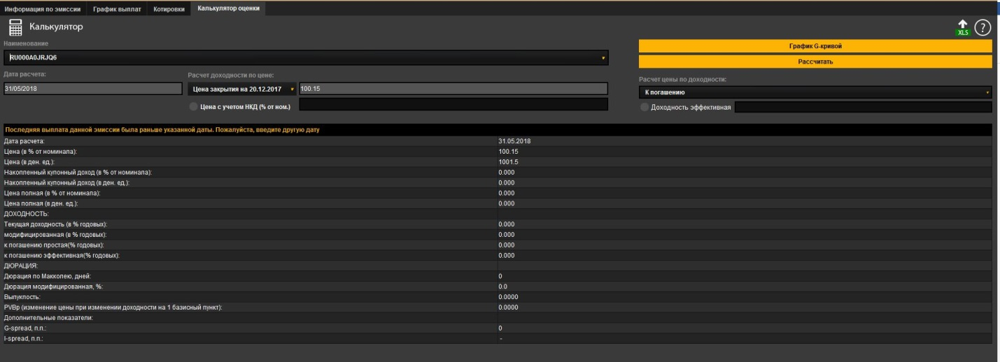 Информация по эмиссии График выплат Котировки Калькулятор оценки
Калькулятор
XLS ?
Наименование
RU000A0JRJQ6
График G-кривой
Рассчитать
Дата расчета: Расчет доходности по цене:
31/05/2018 Цена закрытия на 20.12.2017 100.15
Цена с учетом НКД (% от ном.)
Расчет цены по доходности:
К погашению
Доходность эффективная
Последняя выплата данной эмиссии была раньше указанной даты. Пожалуйста, введите другую дату
Дата расчета: 31.05.2018
Цена (в % от номинала): 100.15
Цена (в ден. ед.): 1001.5
Накопленный купонный доход (в % от номинала): 0.000
Накопленный купонный доход (в ден. ед.): 0.000
Цена полная (в % от номинала): 0.000
Цена полная (в ден. ед.): 0.000
ДОХОДНОСТЬ:
Текущая доходность (в % годовых): 0.000
модифицированная (в % годовых): 0.000
к погашению простая(% годовых): 0.000
к погашению эффективная(% годовых): 0.000
ДЮРАЦИЯ:
Дюрация по Макколею, дней: 0
Дюрация модифицированная, %: 0.0
Выпуклость: 0.0000
PVBp (изменение цены при изменении доходности на 1 базисный пункт): 0.0000
Дополнительные показатели:
G-spread, п.п.: 0
I-spread, п.п.: -